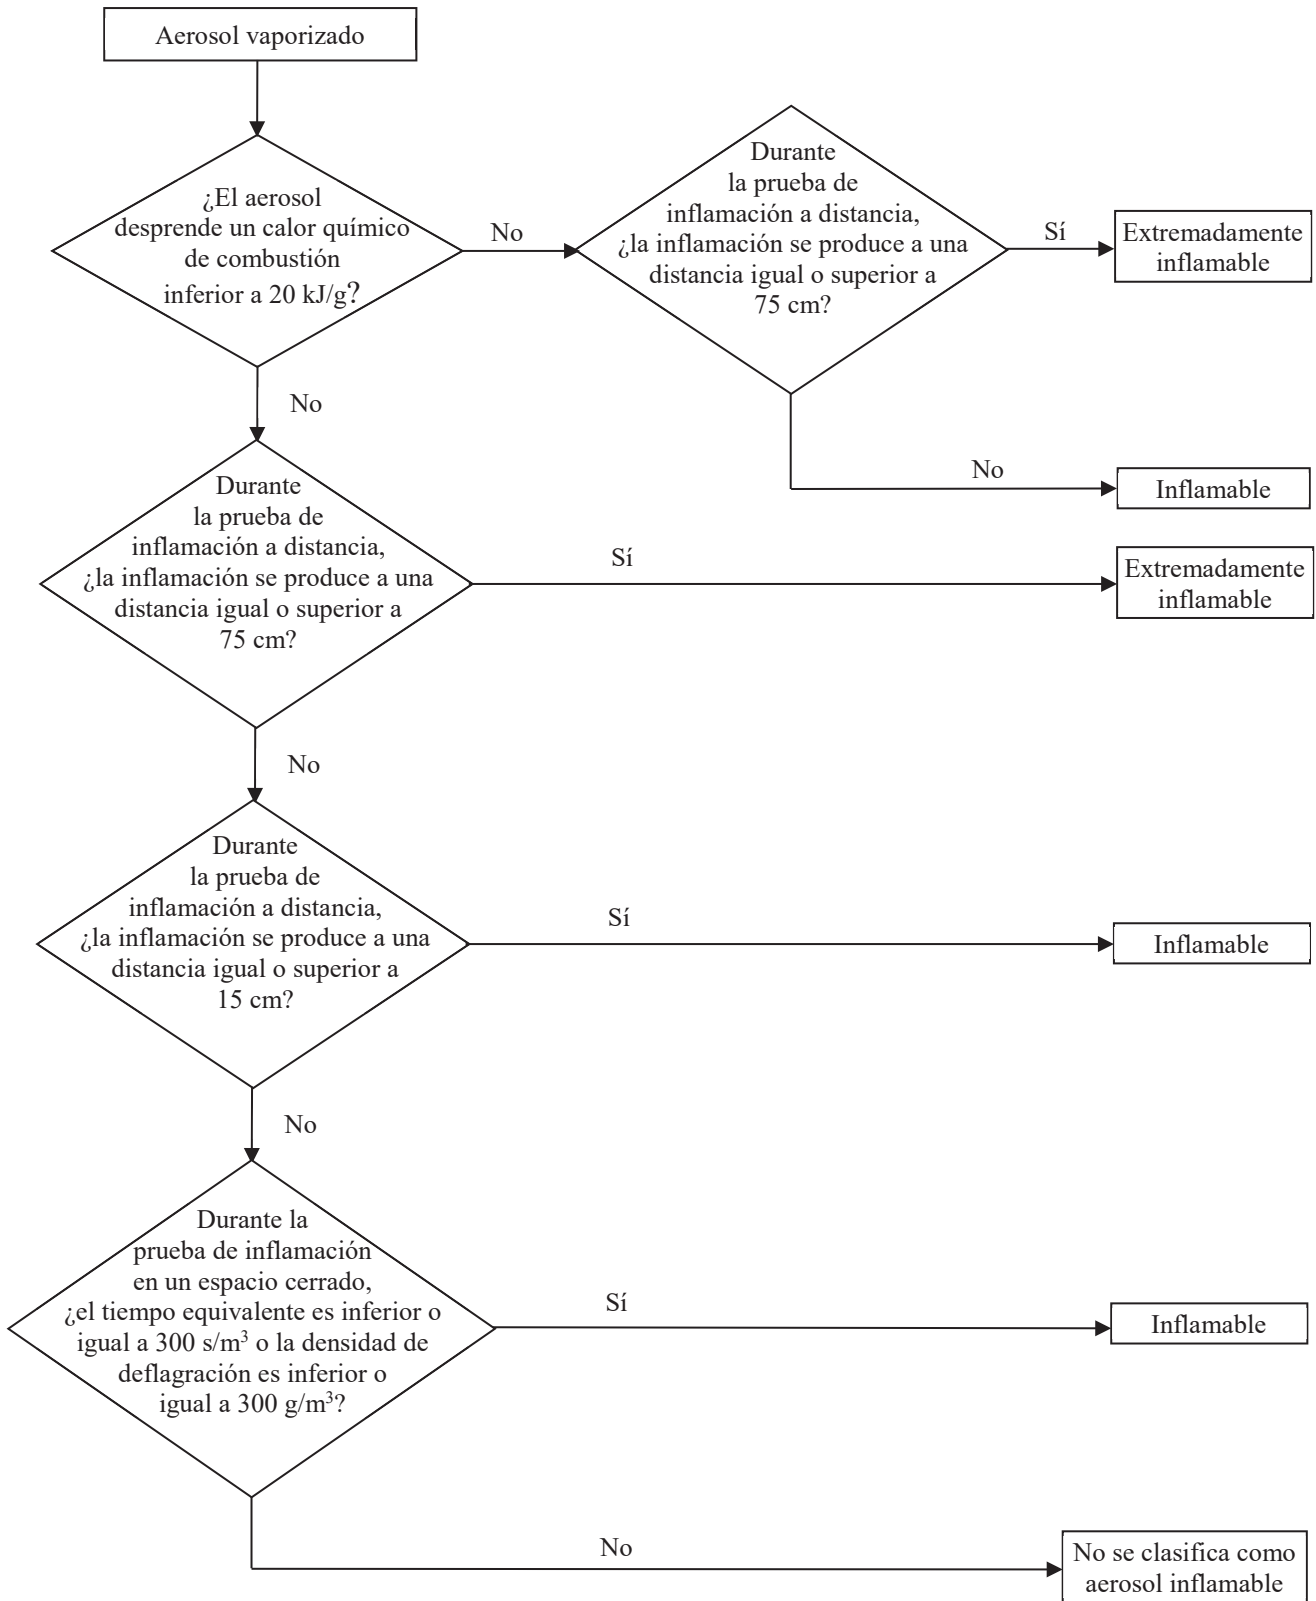 Aerosol vaporizado
¿El aerosol
desprende un calor químico
de combustión
inferior a 20 kJ/g?
No
Durante
la prueba de
inflamación a distancia,
¿la inflamación se produce a una
distancia igual o superior a
75 cm?
Sí
Extremadamente
inflamable
No
No
Inflamable
Durante
la prueba de
inflamación a distancia,
¿la inflamación se produce a una
distancia igual o superior a
75 cm?
Sí
Extremadamente
inflamable
No
Durante
la prueba de
inflamación a distancia,
¿la inflamación se produce a una
distancia igual o superior a
15 cm?
Sí
Inflamable
No
Durante la
prueba de inflamación
en un espacio cerrado,
¿el tiempo equivalente es inferior o
igual a 300 s/m³ o la densidad de
deflagración es inferior o
igual a 300 g/m³?
Sí
Inflamable
No
No se clasifica como
aerosol inflamable